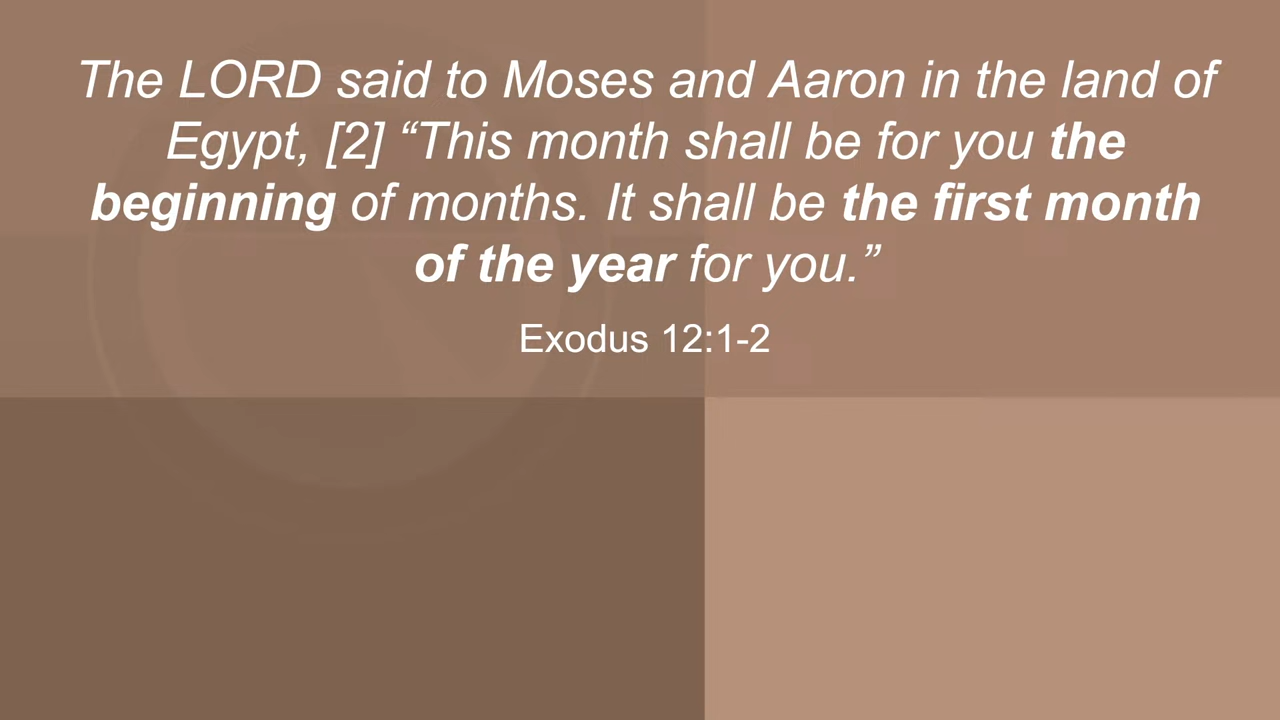 The LORD said to Moses and Aaron in the land of
Egypt, [2] “This month shall be for you the
beginning of months. It shall be the first month
of the year for you.”
Exodus 12:1-2